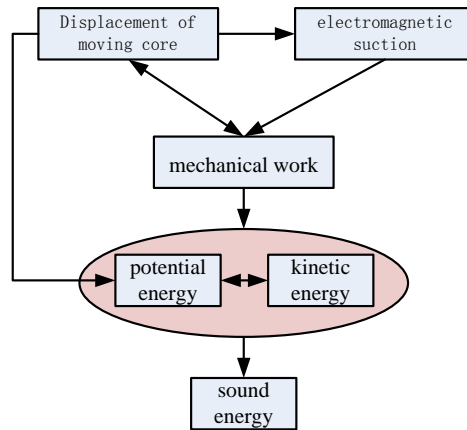 Displacement of
moving core
electromagnetic
suction
mechanical work
potential
energy
kinetic
energy
sound
energy